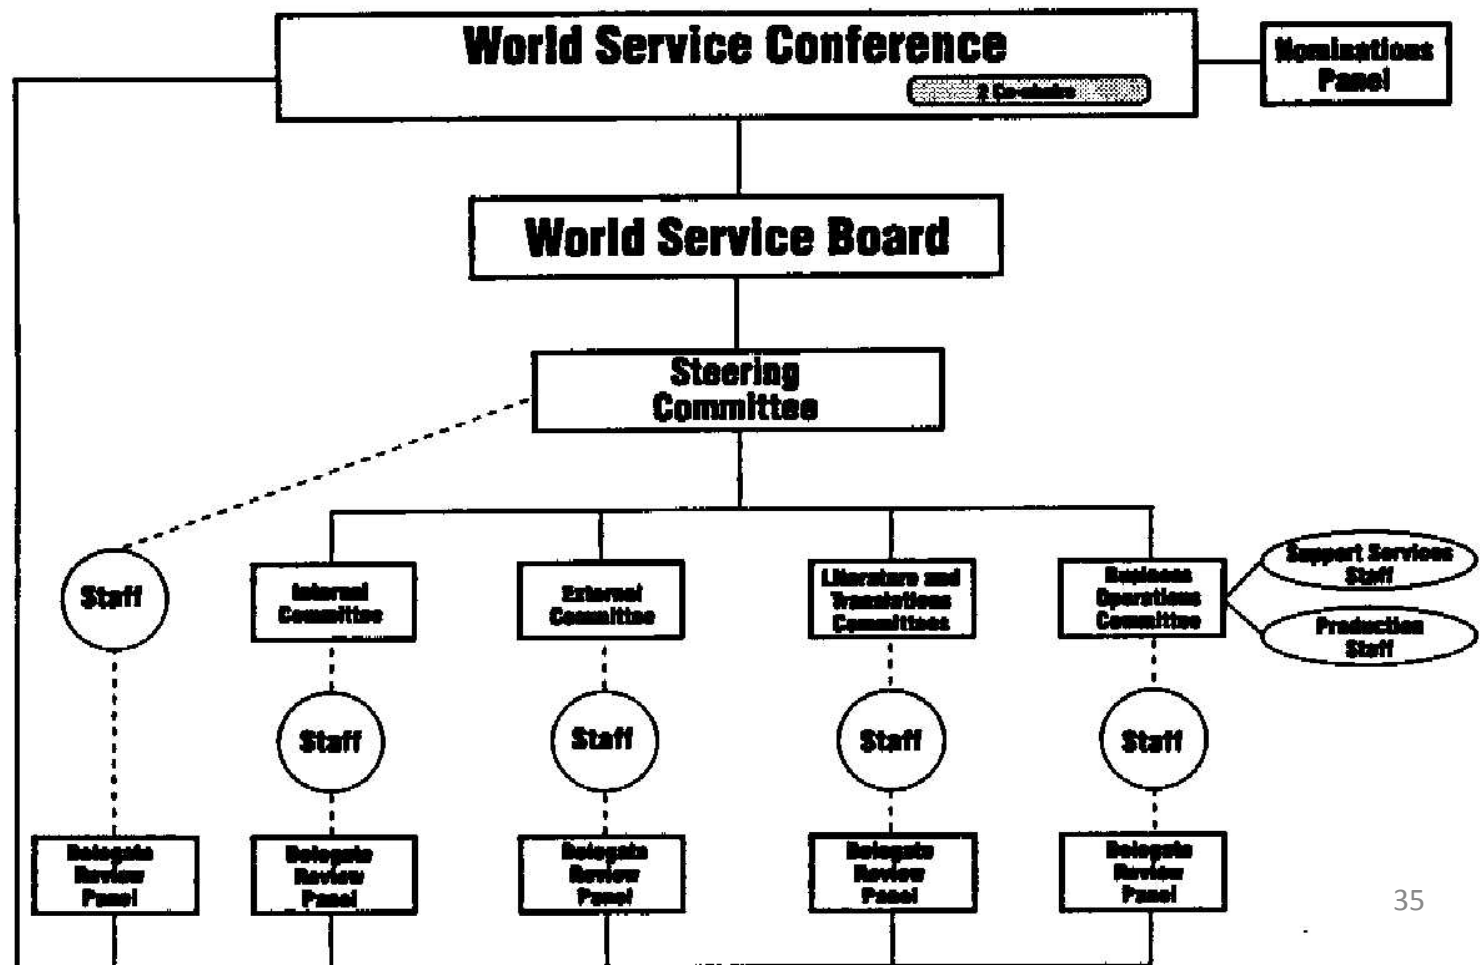 World Service Conference
2 Co-chairs
Nominations
Panel
World Service Board
Steering
Committee
Staff
Internal
Committee
External
Committee
Literature and
Translations
Committees
Business
Operations
Committee
Support Services
Staff
Production
Staff
Staff
Staff
Staff
Staff
Delegate
Review
Panel
Delegate
Review
Panel
Delegate
Review
Panel
Delegate
Review
Panel
Delegate
Review
Panel
35